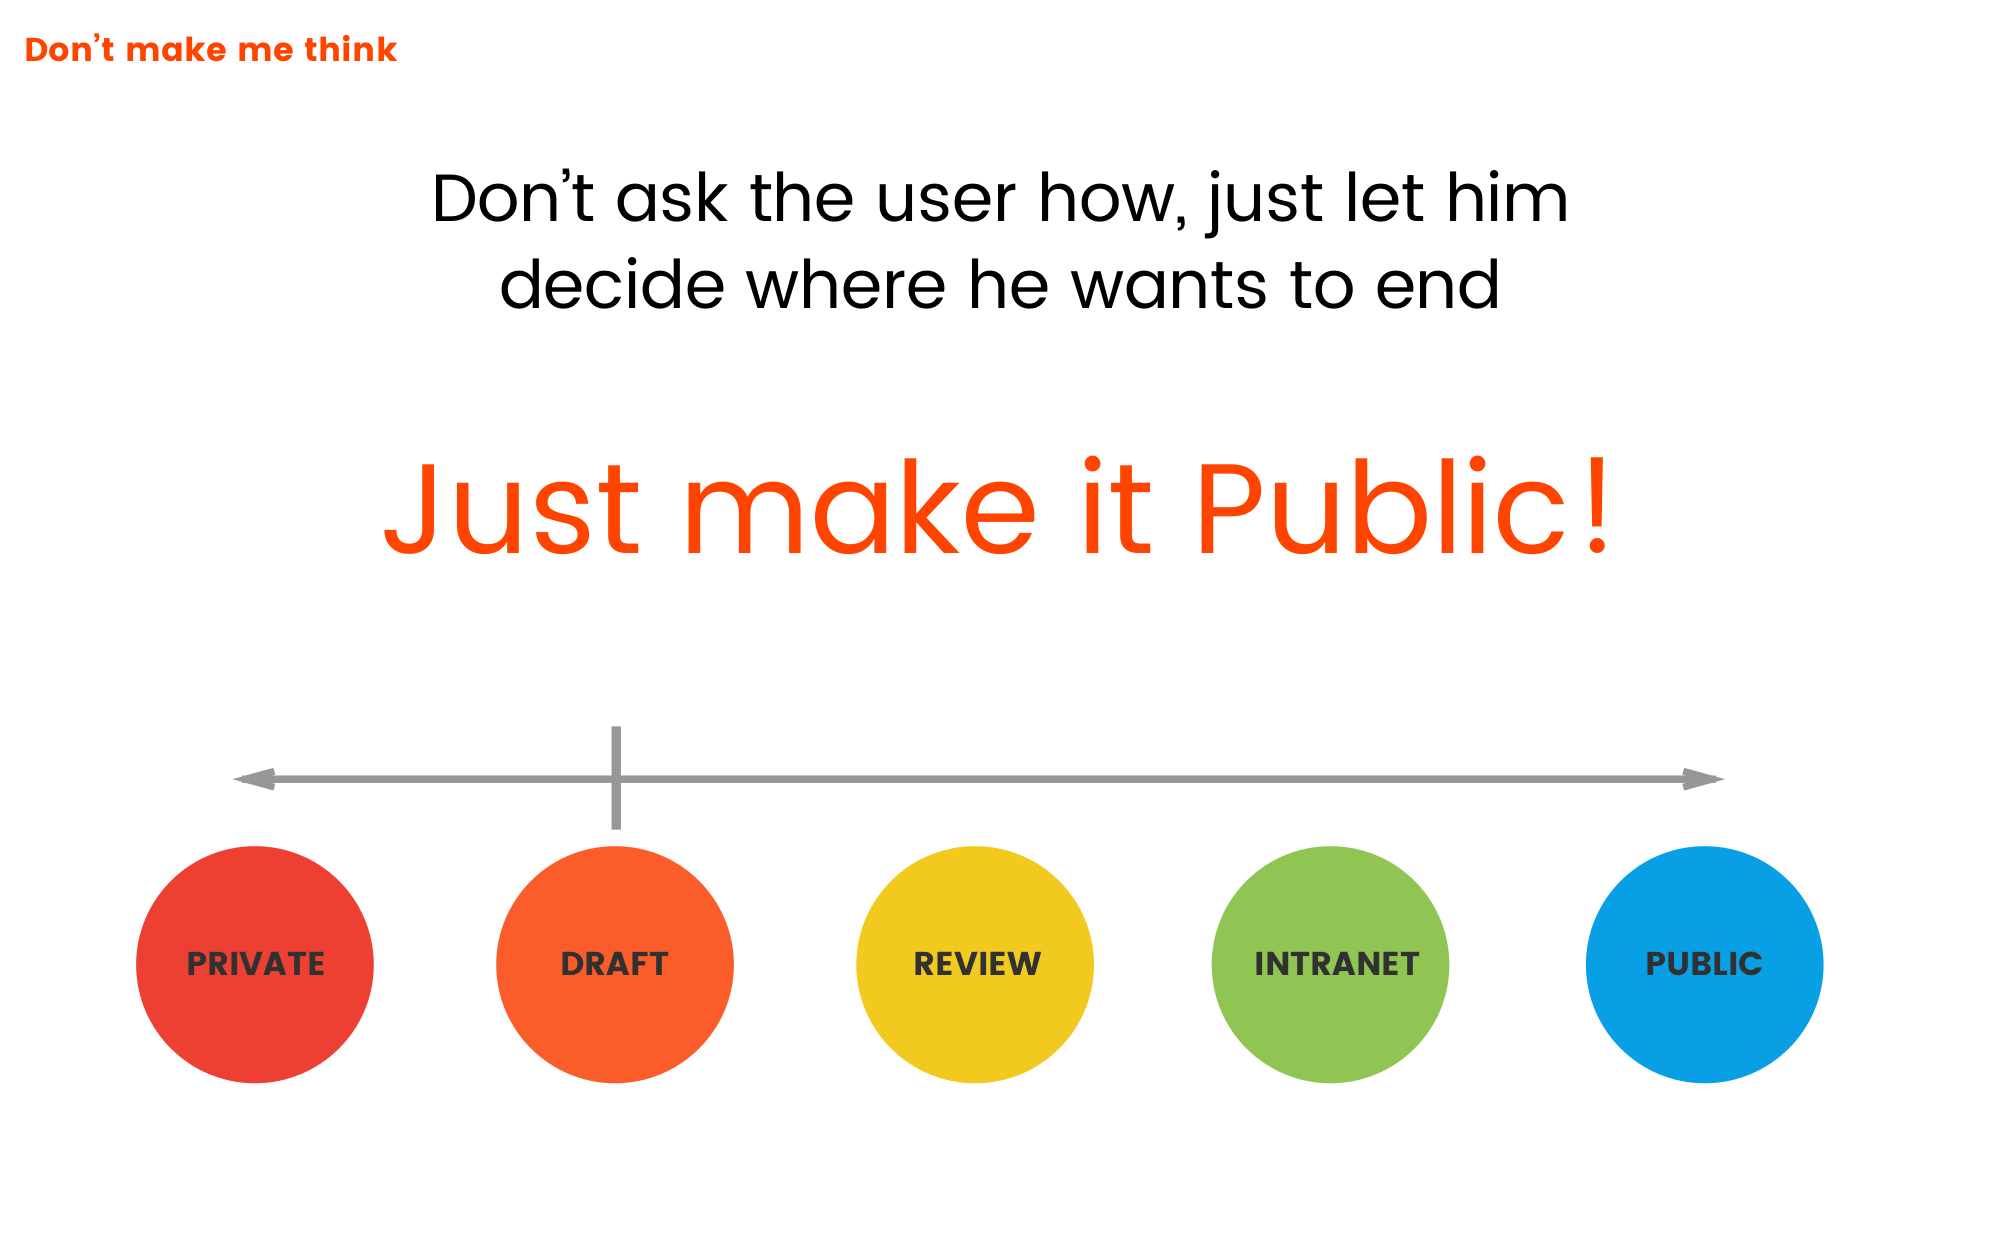 Don’t make me think
Don’t ask the user how, just let him
decide where he wants to end
Just make it Public!
PRIVATE
DRAFT
REVIEW
INTRANET
PUBLIC